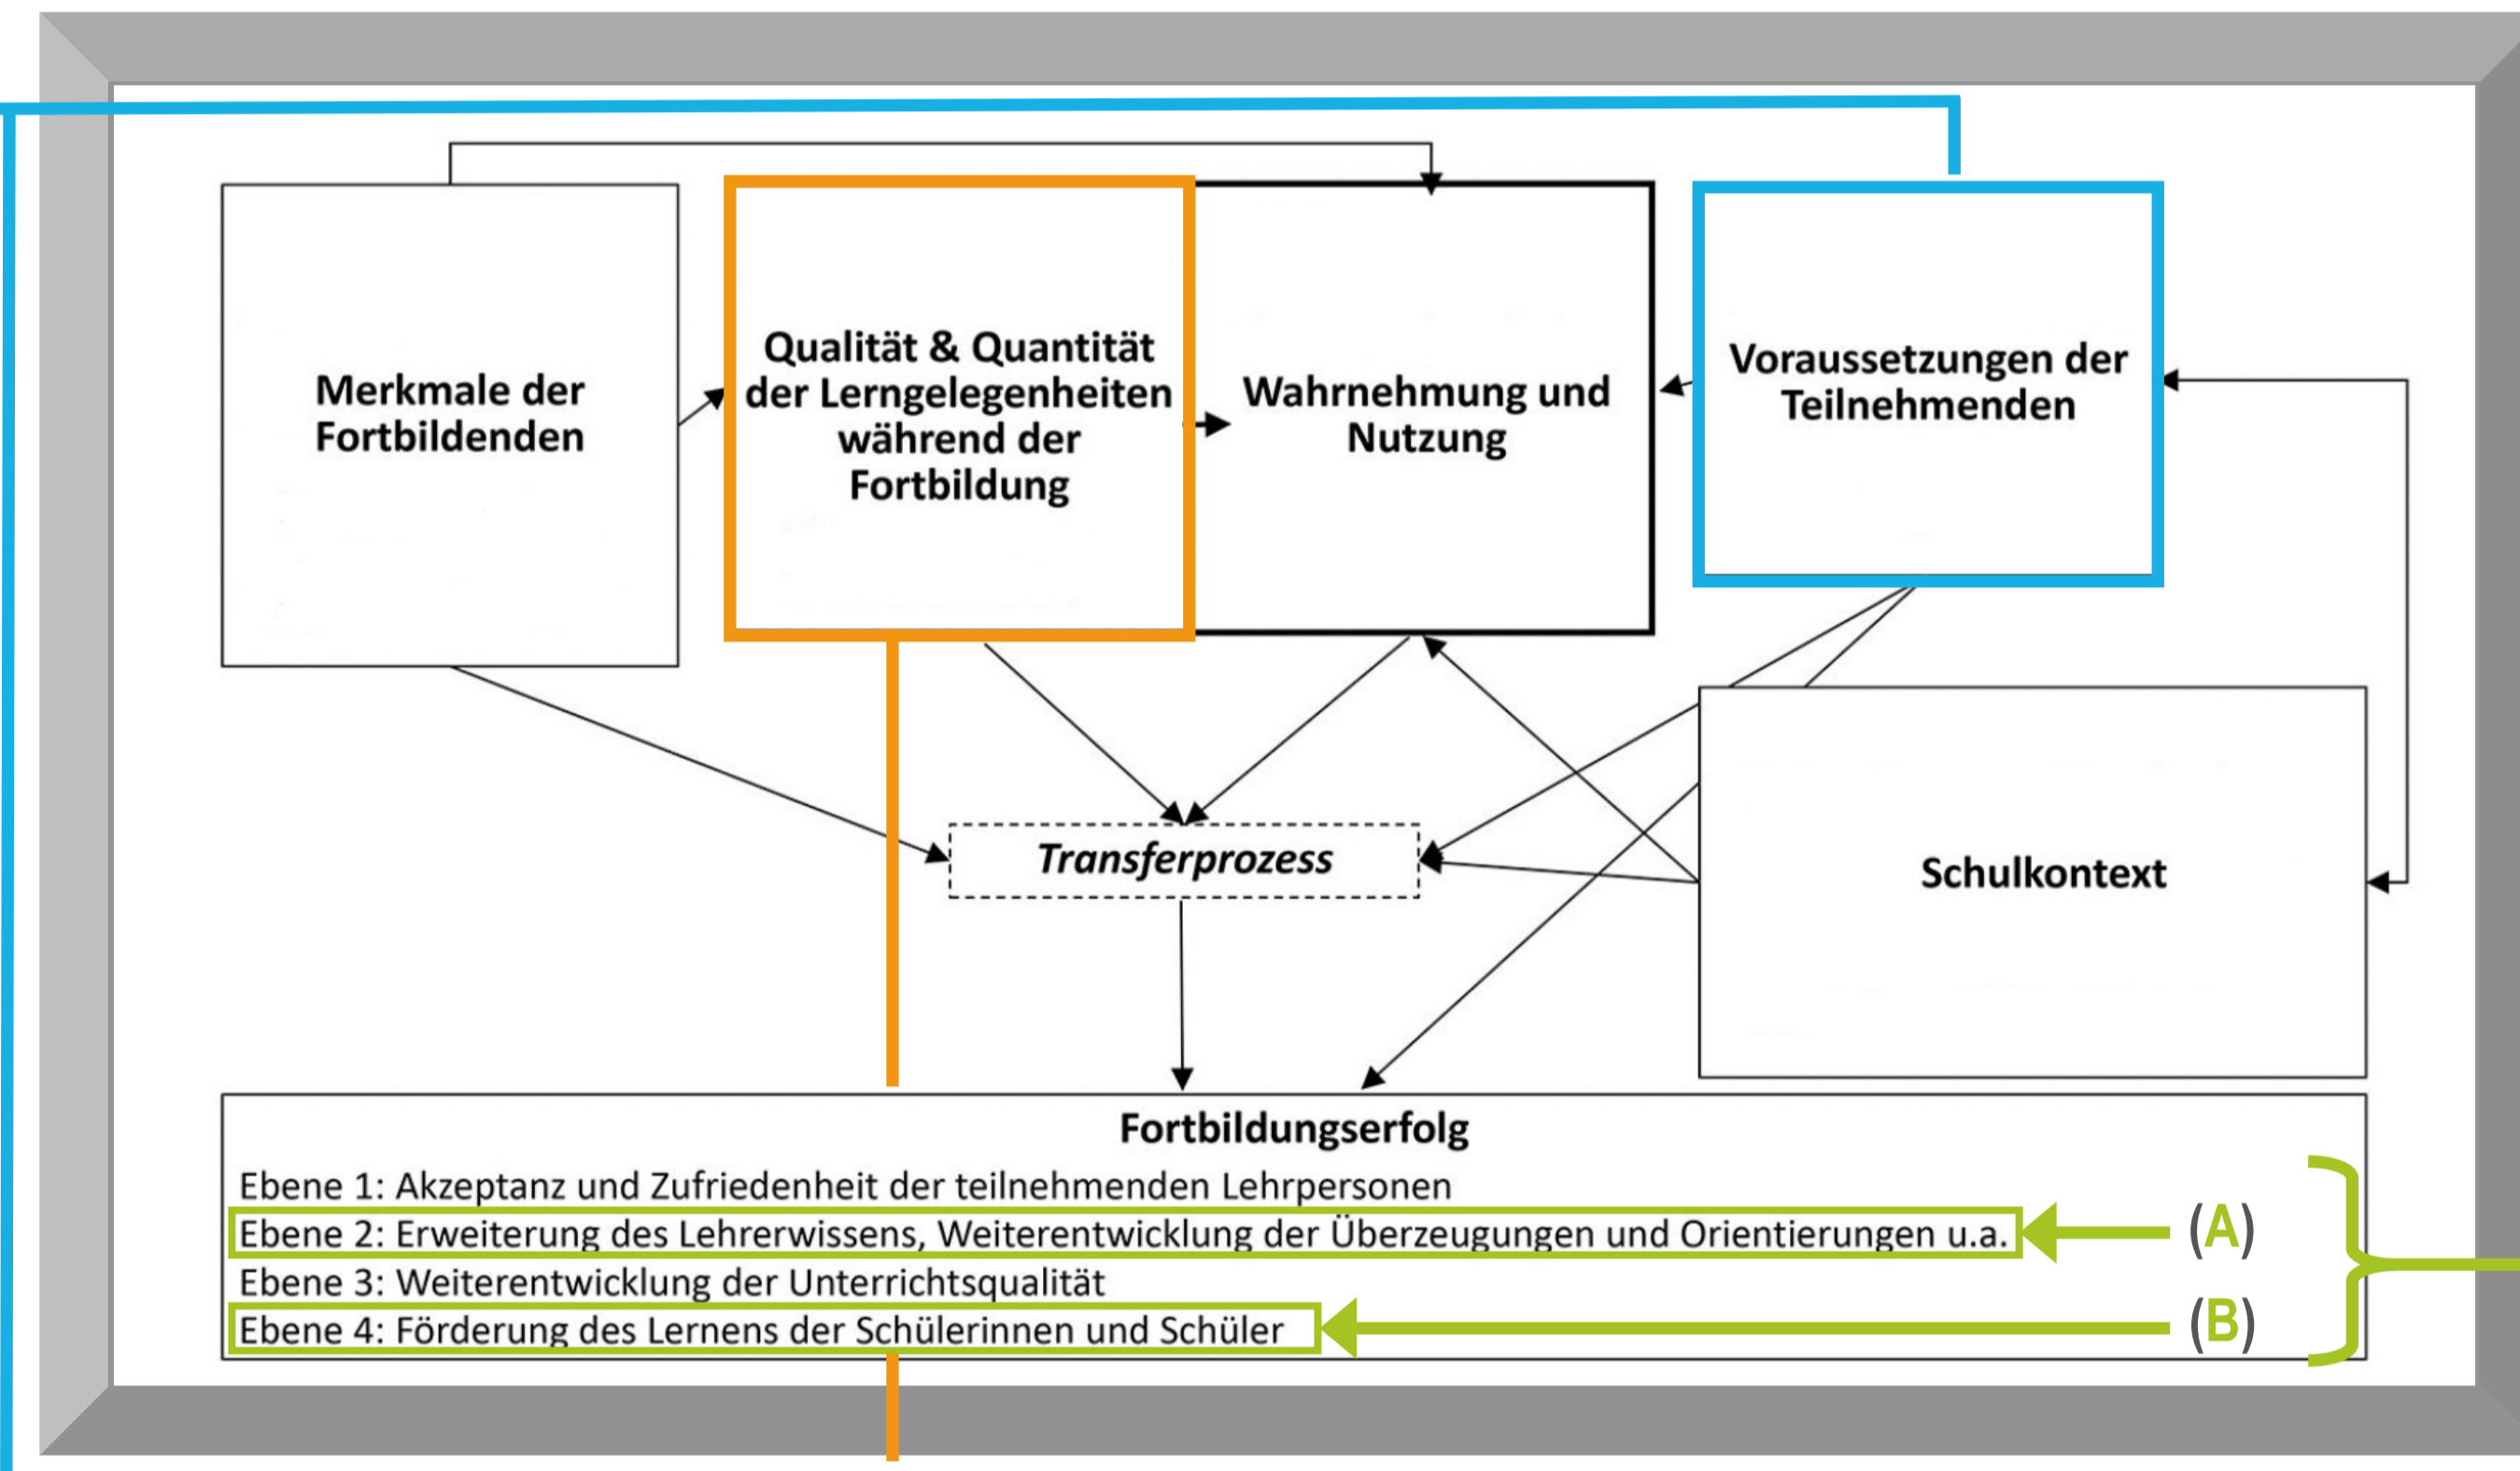 Merkmale der
Fortbildenden
Qualität & Quantität
der Lerngelegenheiten
während der
Fortbildung
Wahrnehmung und
Nutzung
Voraussetzungen der
Teilnehmenden
Transferprozess
Schulkontext
Fortbildungserfolg
Ebene 1: Akzeptanz und Zufriedenheit der teilnehmenden Lehrpersonen
Ebene 2: Erweiterung des Lehrerwissens, Weiterentwicklung der Überzeugungen und Orientierungen u.a.
(A)
Ebene 3: Weiterentwicklung der Unterrichtsqualität
Ebene 4: Förderung des Lernens der Schülerinnen und Schüler
(B)